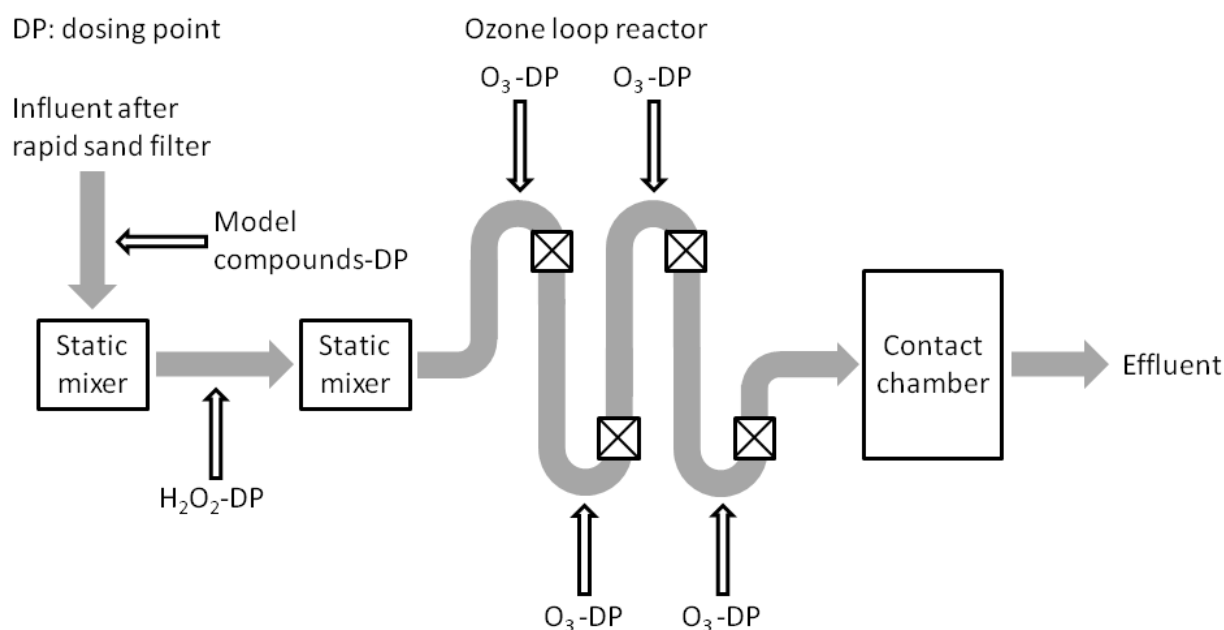 DP: dosing point
Ozone loop reactor
O₃-DP
O₃-DP
Influent after
rapid sand filter
Model
compounds-DP
Static
mixer
Static
mixer
Contact
chamber
Effluent
H₂O₂-DP
O₃-DP
O₃-DP